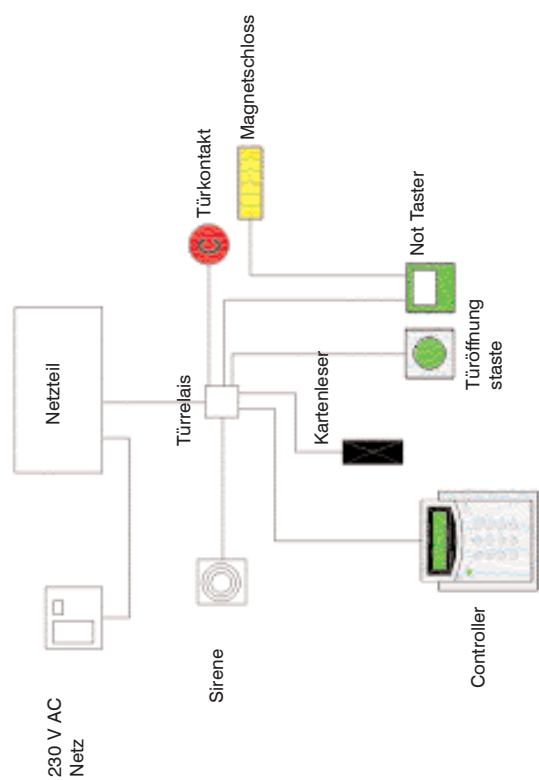 230 V AC
Netz
Netzteil
Sirene
Türrelais
Türkontakt
Magnetschloss
Kartenleser
Controller
Türöffnung
staste
Not Taster